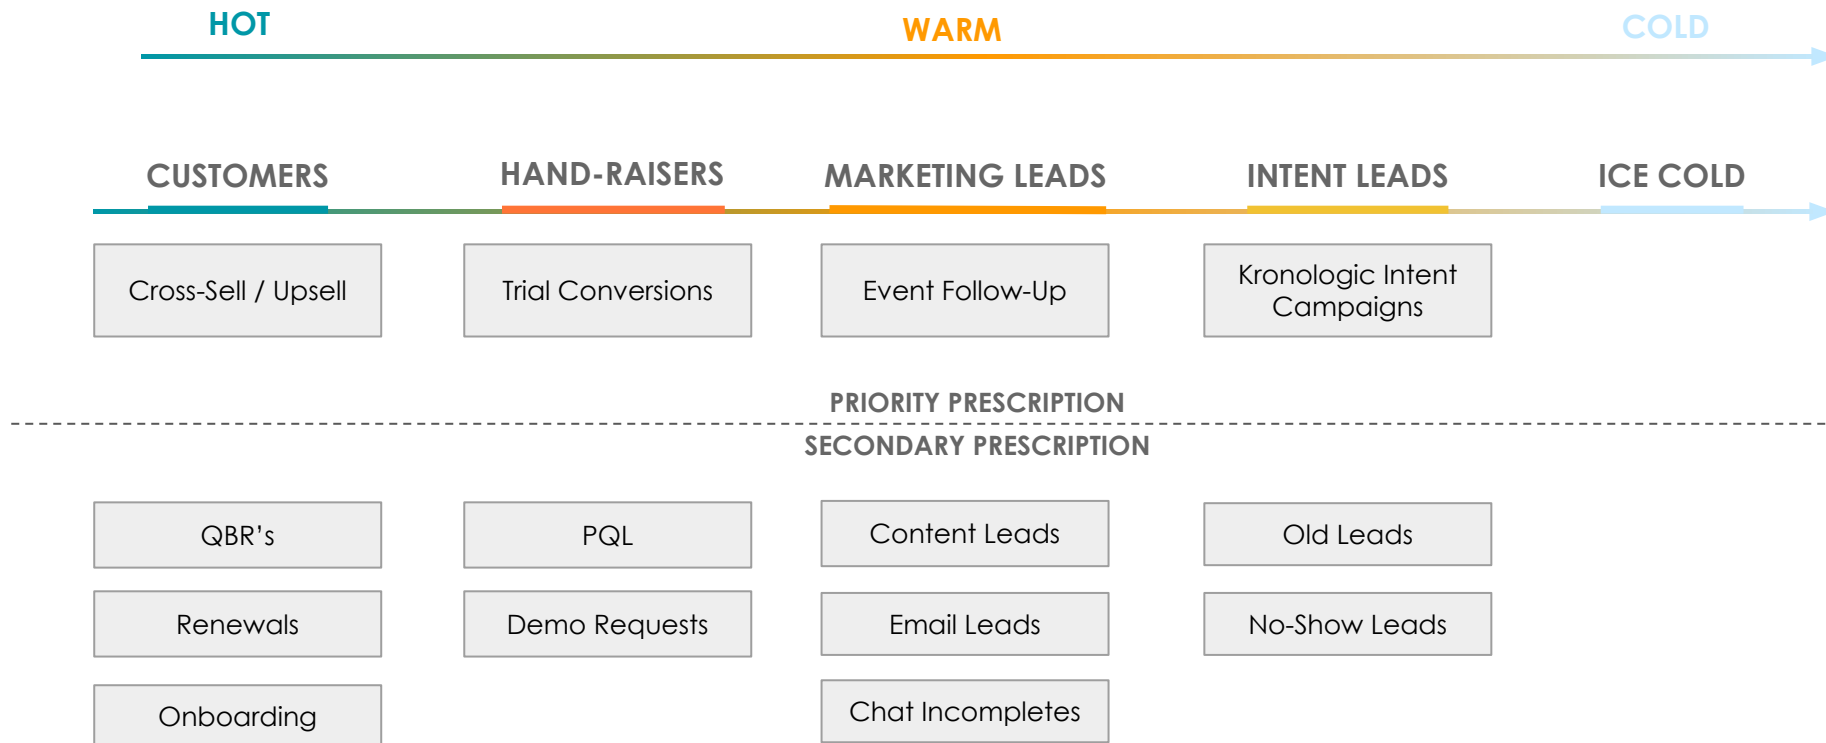 HOT
WARM
COLD
CUSTOMERS
HAND-RAISERS
MARKETING LEADS
INTENT LEADS
ICE COLD
Cross-Sell / Upsell
Trial Conversions
Event Follow-Up
Kronologic Intent
Campaigns
PRIORITY PRESCRIPTION
SECONDARY PRESCRIPTION
QBR’s
PQL
Content Leads
Old Leads
Renewals
Demo Requests
Email Leads
No-Show Leads
Onboarding
Chat Incompletes